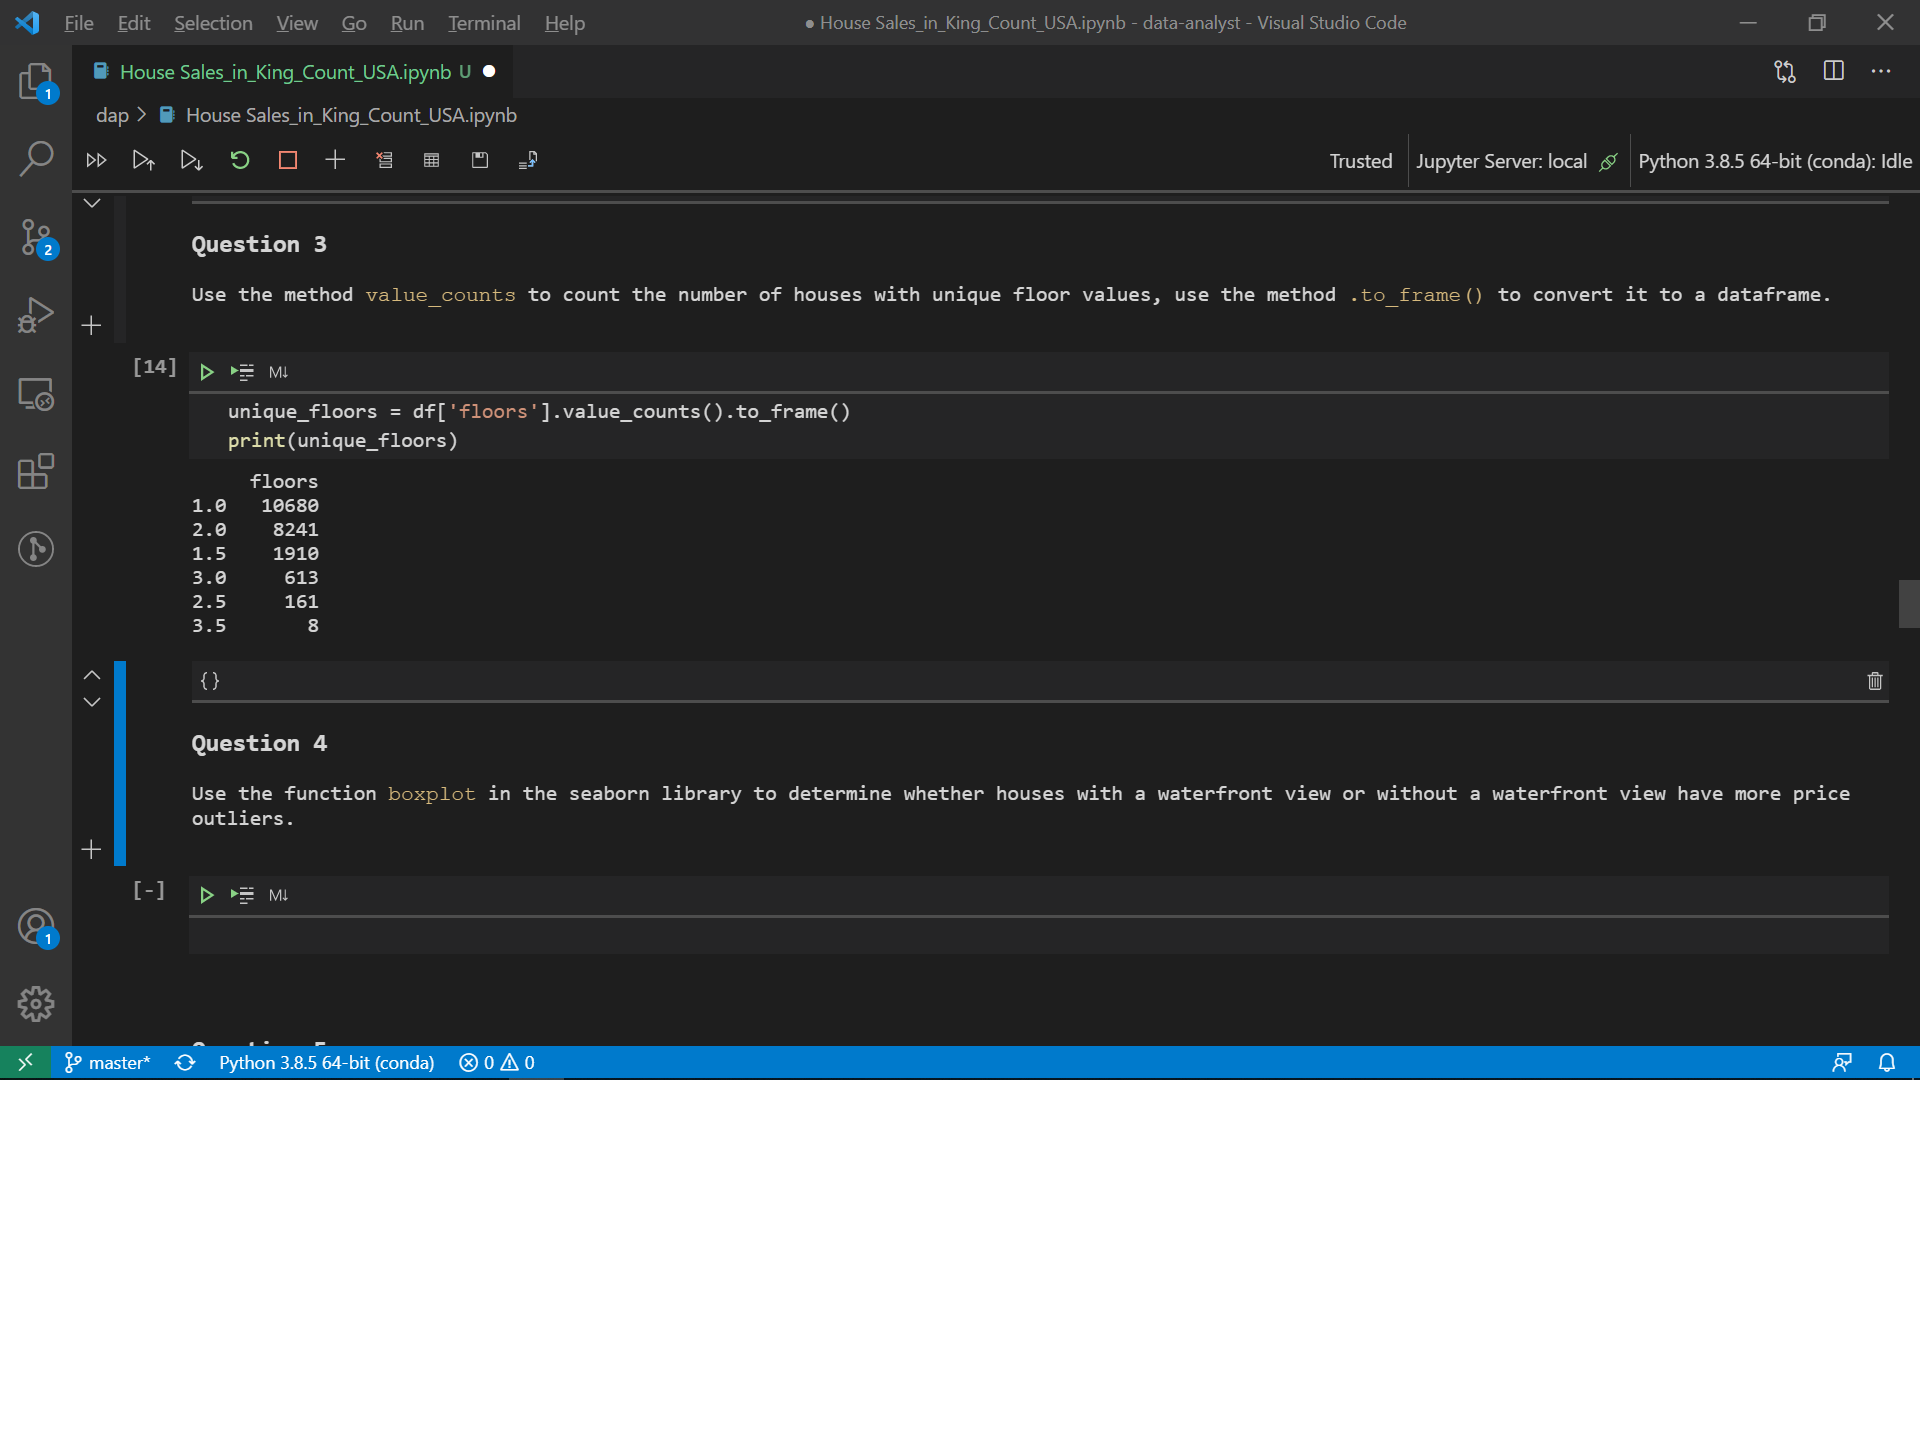 File Edit Selection View Go Run Terminal Help
● House Sales_in_King_Count_USA.ipynb - data-analyst - Visual Studio Code
House Sales_in_King_Count_USA.ipynb U ●
dap > House Sales_in_King_Count_USA.ipynb
Trusted
Jupyter Server: local
Python 3.8.5 64-bit (conda): Idle
1
2
Question 3
Use the method value_counts to count the number of houses with unique floor values, use the method .to_frame() to convert it to a dataframe.
[14]
M↓
unique_floors = df['floors'].value_counts().to_frame()
print(unique_floors)
floors
1.0 10680
2.0 8241
1.5 1910
3.0 613
2.5 161
3.5 8
{}
Question 4
Use the function boxplot in the seaborn library to determine whether houses with a waterfront view or without a waterfront view have more price
outliers.
[-]
M↓
1
master* Python 3.8.5 64-bit (conda) 0 0